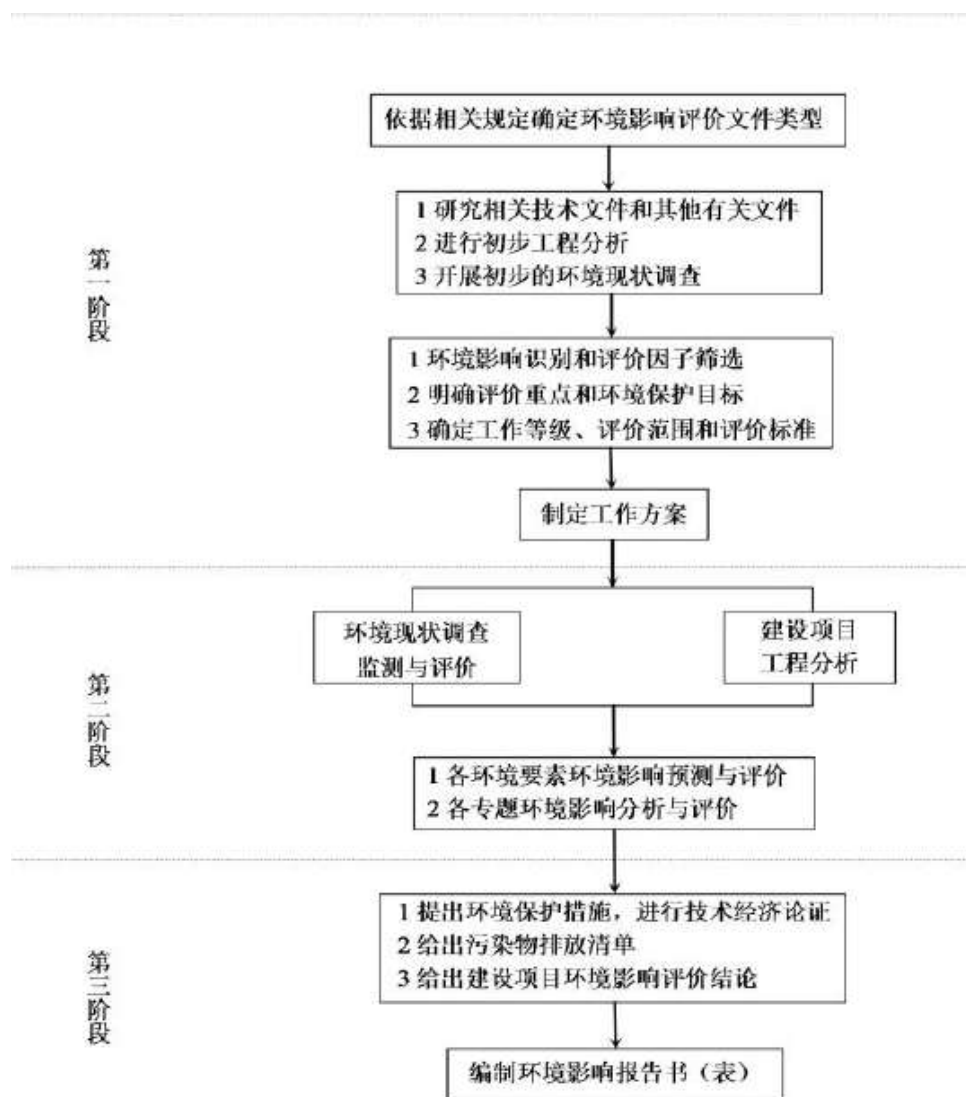 依据相关规定确定环境影响评价文件类型
1 研究相关技术文件和其他有关文件
2 进行初步工程分析
3 开展初步的环境现状调查
第一阶段
1 环境影响识别和评价因子筛选
2 明确评价重点和环境保护目标
3 确定工作等级、评价范围和评价标准
制定工作方案
环境现状调查
监测与评价
建设项目
工程分析
第二阶段
1 各环境要素环境影响预测与评价
2 各专题环境影响分析与评价
1 提出环境保护措施，进行技术经济论证
2 给出污染物排放清单
3 给出建设项目环境影响评价结论
第三阶段
编制环境影响报告书（表）